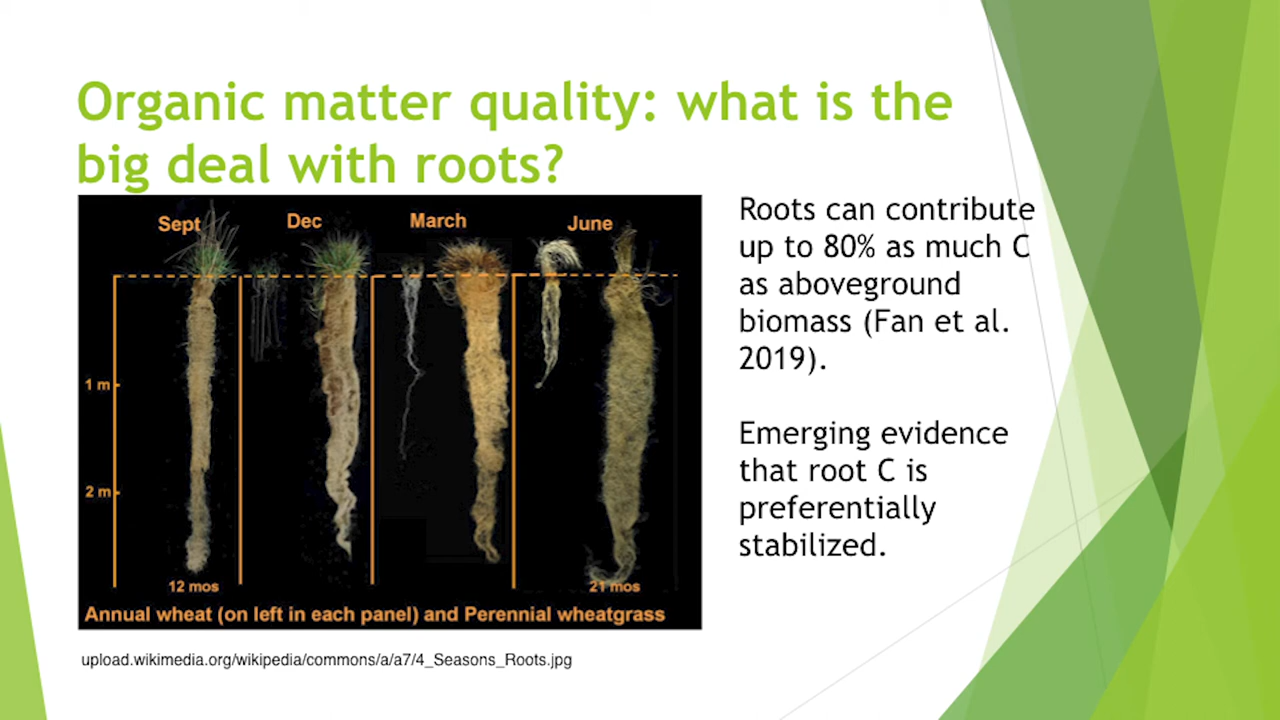 Organic matter quality: what is the
big deal with roots?
Sept
Dec
March
June
1 m
2 m
12 mos
21 mos
Annual wheat (on left in each panel) and Perennial wheatgrass
upload.wikimedia.org/wikipedia/commons/a/a7/4_Seasons_Roots.jpg
Roots can contribute
up to 80% as much C
as aboveground
biomass (Fan et al.
2019).
Emerging evidence
that root C is
preferentially
stabilized.